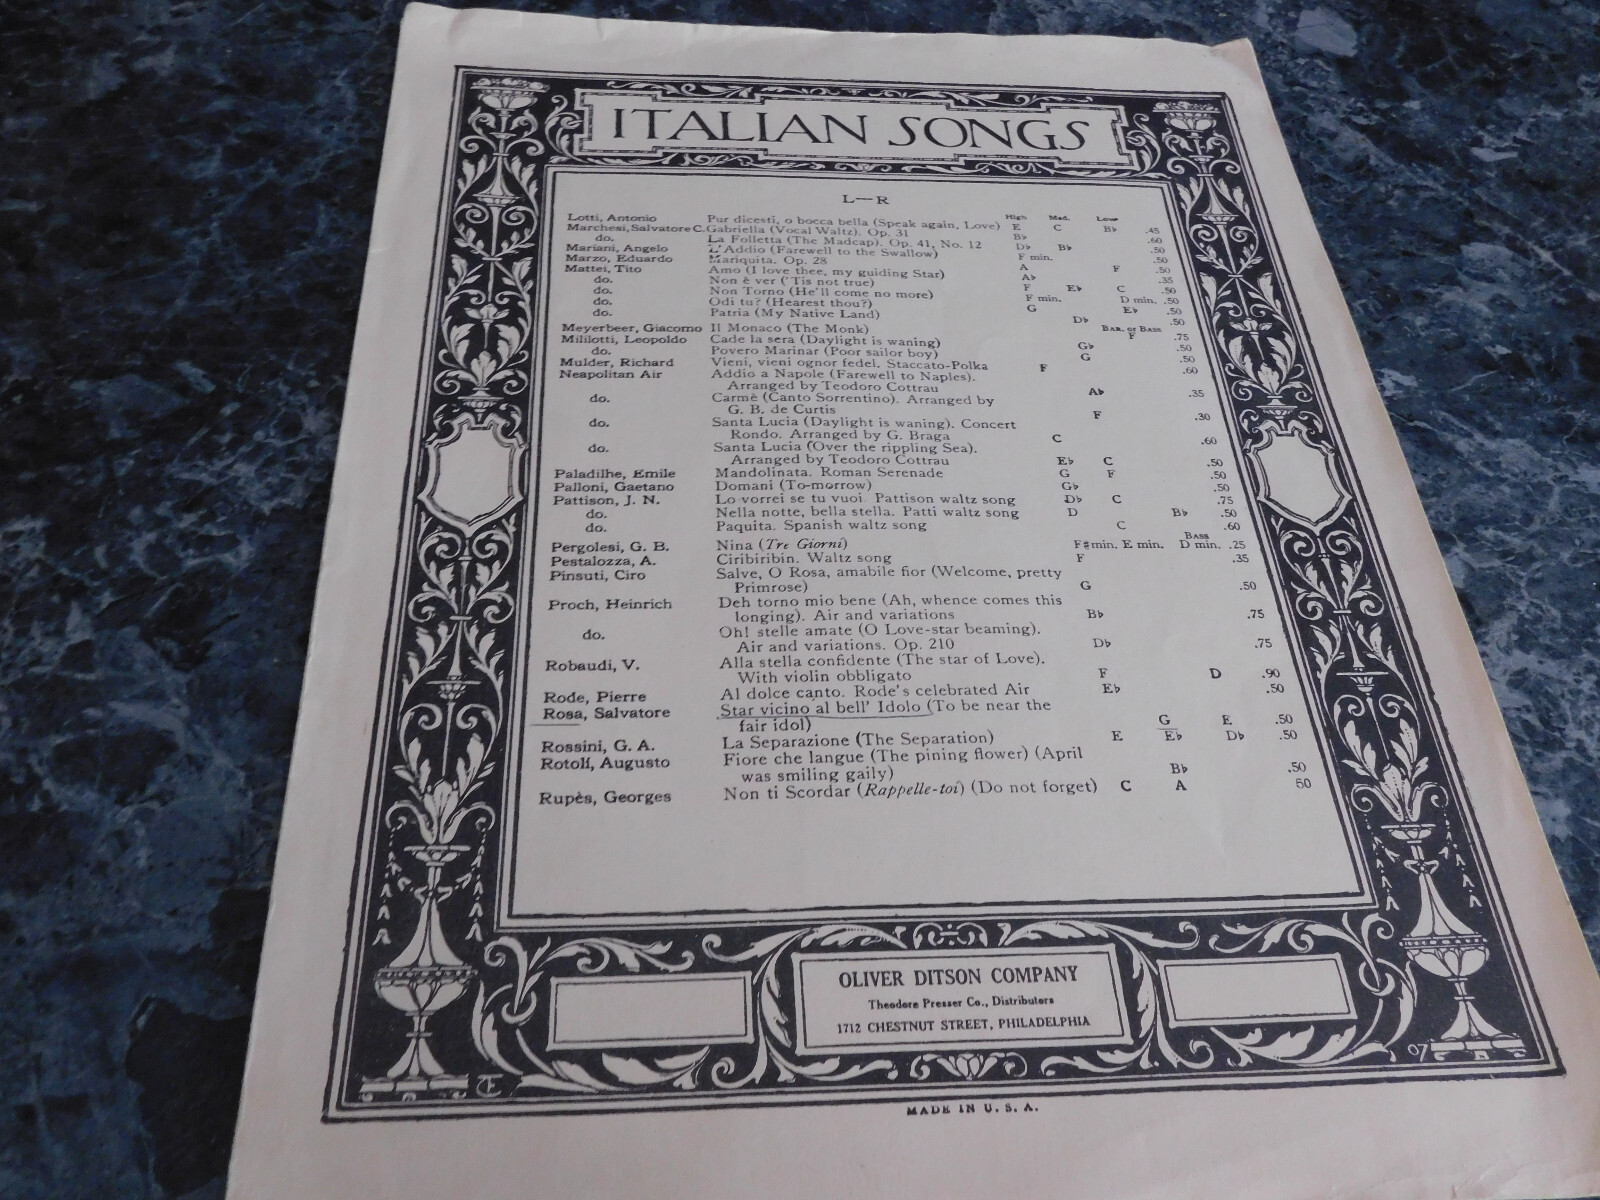 ITALIAN SONGS
L—R
High Med. Low
Lotti, Antonio Pur dicesti, o bocca bella (Speak again, Love) E C B♭ .45
Marchesi, Salvatore C. Gabriella (Vocal Waltz). Op. 31 B♭ .60
do. La Folletta (The Madcap). Op. 41, No. 12 D♭ B♭ .50
Mariani, Angelo L'Addio (Farewell to the Swallow) F min. .50
Marzo, Eduardo Mariquita. Op. 28 A F .50
Mattei, Tito Amo (I love thee, my guiding Star) A♭ .35
do. Non è ver ('Tis not true) F E♭ C .50
do. Non Torno (He'll come no more) F min. D min. .50
do. Odi tu? (Hearest thou?) G E♭ .50
do. Patria (My Native Land) D♭ .50
Meyerbeer, Giacomo Il Monaco (The Monk) BAR. or BASS F .75
Mililotti, Leopoldo Cade la sera (Daylight is waning) G♭ .50
do. Povero Marinar (Poor sailor boy) G .50
Mulder, Richard Vieni, vieni ognor fedel. Staccato-Polka F .60
Neapolitan Air Addio a Napole (Farewell to Naples).
Arranged by Teodoro Cottrau A♭ .35
do. Carmè (Canto Sorrentino). Arranged by
G. B. de Curtis F .30
do. Santa Lucia (Daylight is waning). Concert
Rondo. Arranged by G. Braga C .60
do. Santa Lucia (Over the rippling Sea).
Arranged by Teodoro Cottrau E♭ C .50
Paladilhe, Emile Mandolinata. Roman Serenade G F .50
Palloni, Gaetano Domani (To-morrow) G♭ .50
Pattison, J. N. Lo vorrei se tu vuoi. Pattison waltz song D♭ C .75
do. Nella notte, bella stella. Patti waltz song D B♭ .50
do. Paquita. Spanish waltz song C .60
BASS
Pergolesi, G. B. Nina (Tre Giorni) F♯min. E min. D min. .25
Pestalozza, A. Ciribiribin. Waltz song F .35
Pinsuti, Ciro Salve, O Rosa, amabile fior (Welcome, pretty
Primrose) G .50
Proch, Heinrich Deh torno mio bene (Ah, whence comes this
longing). Air and variations B♭ .75
do. Oh! stelle amate (O Love-star beaming).
Air and variations. Op. 210 D♭ .75
Robaudi, V. Alla stella confidente (The star of Love).
With violin obbligato F D .90
Rode, Pierre Al dolce canto. Rode's celebrated Air E♭ .50
Rosa, Salvatore Star vicino al bell' Idolo (To be near the
fair idol) G E .50
Rossini, G. A. La Separazione (The Separation) E E♭ D♭ .50
Rotoli, Augusto Fiore che langue (The pining flower) (April
was smiling gaily) B♭ .50
Rupès, Georges Non ti Scordar (Rappelle-toi) (Do not forget) C A 50
OLIVER DITSON COMPANY
Theodore Presser Co., Distributors
1712 CHESTNUT STREET, PHILADELPHIA
07
MADE IN U. S. A.